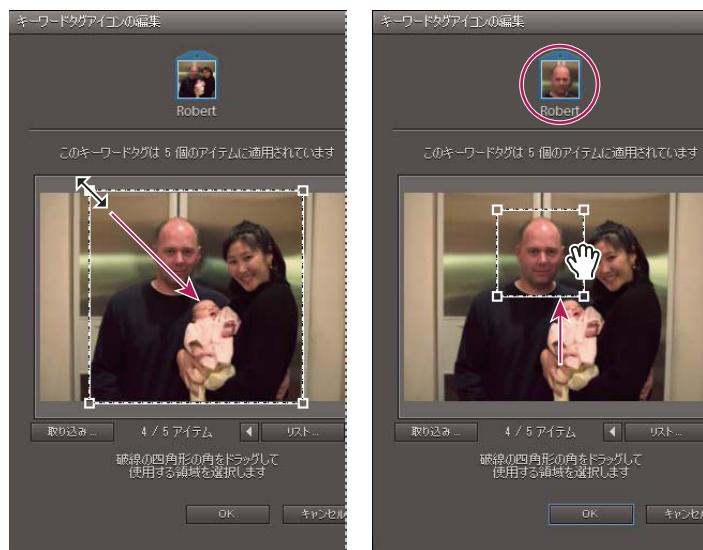 キーワードタグアイコンの編集
Robert
このキーワードタグは 5 個のアイテムに適用されています
取り込み...
4 / 5 アイテム
リスト...
破線の四角形の角をドラッグして
使用する領域を選択します
OK
キャンセル
キーワードタグアイコンの編集
Robert
このキーワードタグは 5 個のアイテムに適用されています
取り込み...
4 / 5 アイテム
リスト...
破線の四角形の角をドラッグして
使用する領域を選択します
OK
キャンセル